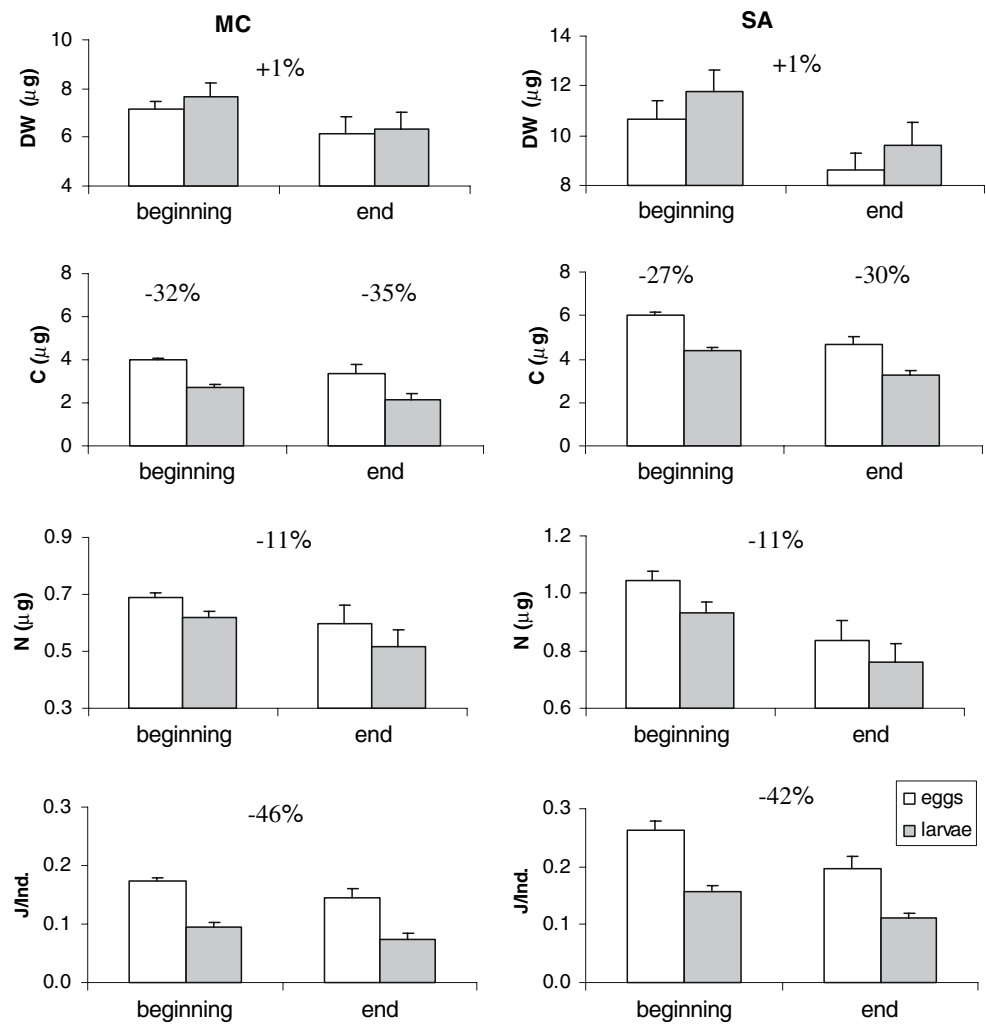 MC
10
8
6
4
DW (µg)
+1%
beginning end
SA
14
12
10
8
DW (µg)
+1%
beginning end
8
6
4
2
0
C (µg)
-32% -35%
beginning end
8
6
4
2
0
C (µg)
-27% -30%
beginning end
0.9
0.7
0.5
0.3
N (µg)
-11%
beginning end
1.2
1.0
0.8
0.6
N (µg)
-11%
beginning end
0.3
0.2
0.1
0.0
J/Ind.
-46%
beginning end
0.3
0.2
0.1
0.0
J/Ind.
-42%
eggs
larvae
beginning end